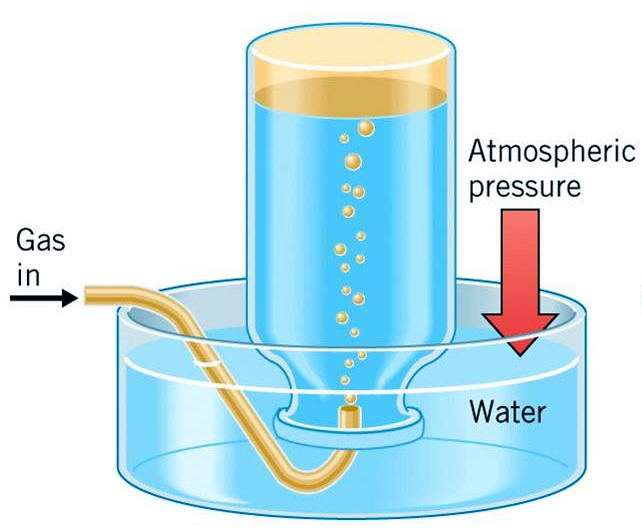 Atmospheric
pressure
Gas
in
Water